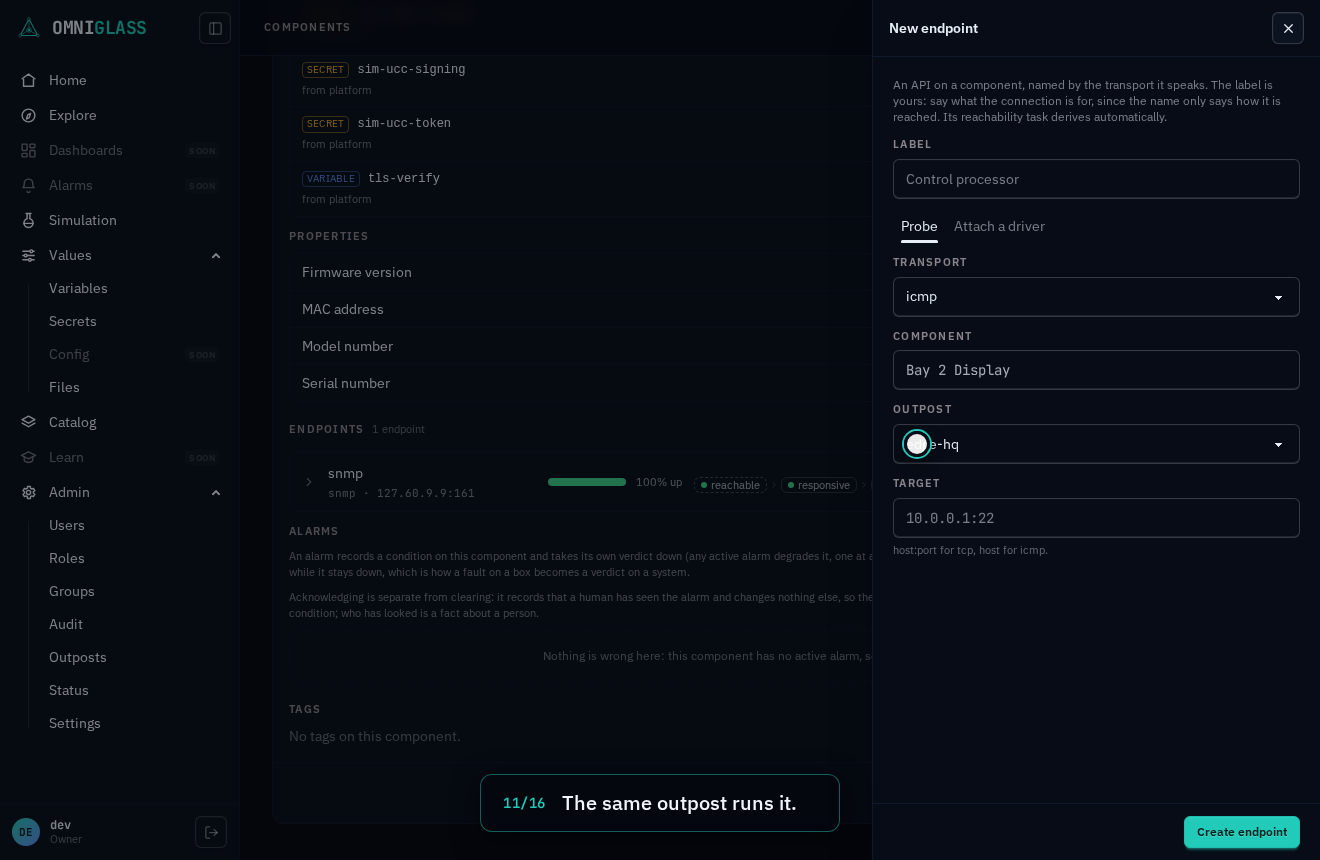 OMNIGLASS
Home
Explore
Dashboards SOON
Alarms SOON
Simulation
Values
Variables
Secrets
Config SOON
Files
Catalog
Learn SOON
Admin
Users
Roles
Groups
Audit
Outposts
Status
Settings
DE dev
Owner
COMPONENTS
SECRET sim-ucc-signing
from platform
SECRET sim-ucc-token
from platform
VARIABLE tls-verify
from platform
PROPERTIES
Firmware version
MAC address
Model number
Serial number
ENDPOINTS 1 endpoint
snmp
snmp · 127.60.9.9:161
100% up reachable responsive
ALARMS
An alarm records a condition on this component and takes its own verdict down (any active alarm degrades it, one at a
while it stays down, which is how a fault on a box becomes a verdict on a system.
Acknowledging is separate from clearing: it records that a human has seen the alarm and changes nothing else, so the
condition; who has looked is a fact about a person.
Nothing is wrong here: this component has no active alarm, s
TAGS
No tags on this component.
11/16 The same outpost runs it.
New endpoint
An API on a component, named by the transport it speaks. The label is
yours: say what the connection is for, since the name only says how it is
reached. Its reachability task derives automatically.
LABEL
Control processor
Probe Attach a driver
TRANSPORT
icmp
COMPONENT
Bay 2 Display
OUTPOST
e-hq
TARGET
10.0.0.1:22
host:port for tcp, host for icmp.
Create endpoint